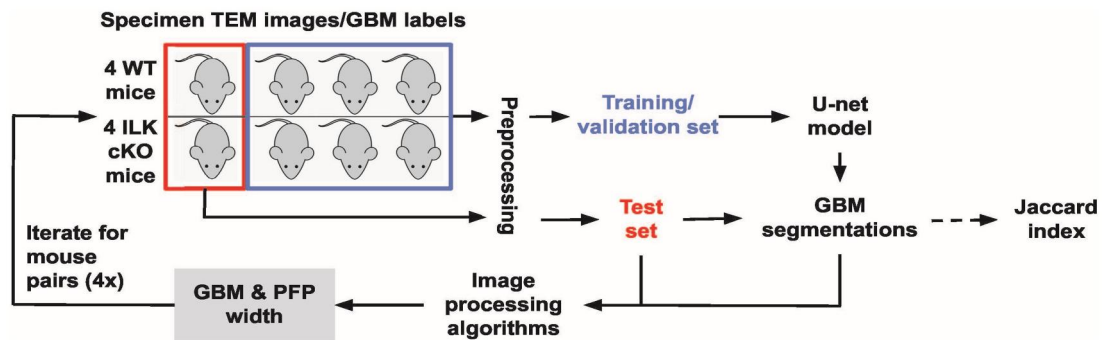 Specimen TEM images/GBM labels
4 WT
mice
4 ILK
cKO
mice
Preprocessing
Training/
validation set
U-net
model
Test
set
GBM
segmentations
Jaccard
index
Iterate for
mouse
pairs (4x)
GBM & PFP
width
Image
processing
algorithms